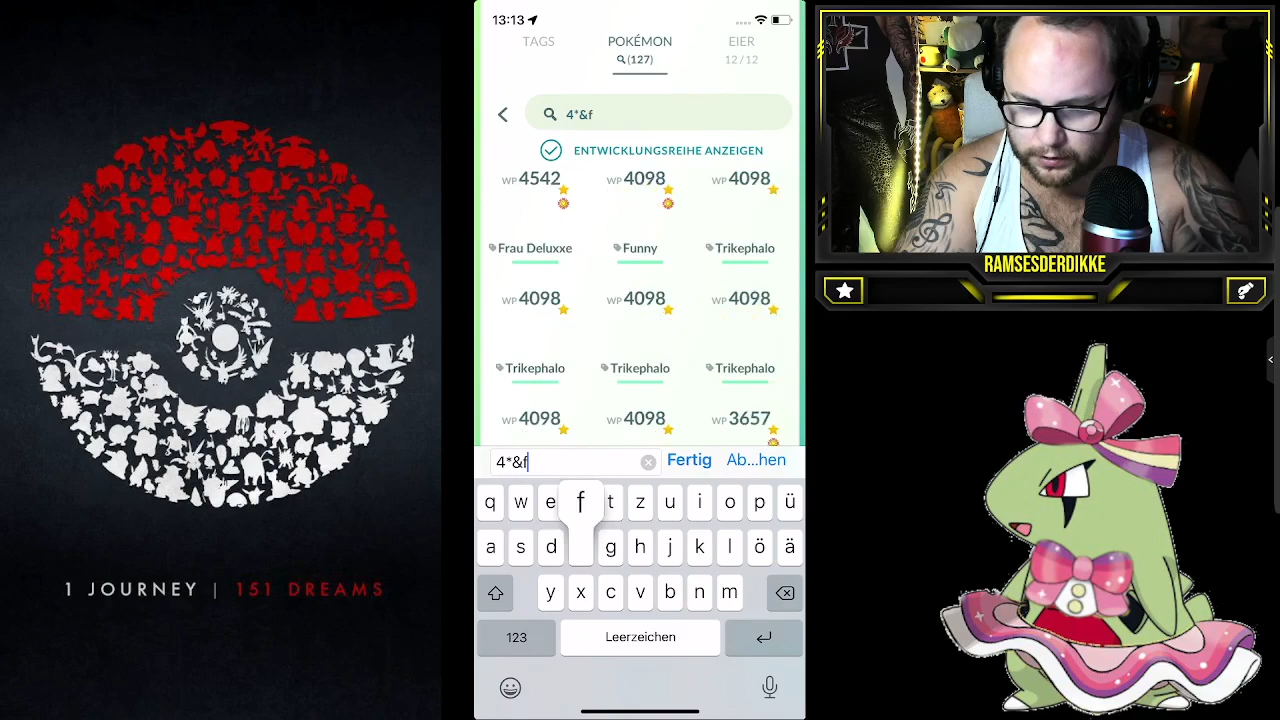 13:13
TAGS POKÉMON EIER
(127) 12/12
4*&f
ENTWICKLUNGSREIHE ANZEIGEN
WP 4542 WP 4098 WP 4098
Frau Deluxxe Funny Trikephalo
WP 4098 WP 4098 WP 4098
Trikephalo Trikephalo Trikephalo
WP 4098 WP 4098 WP 3657
4*&f Fertig Ab...hen
q w e f t z u i o p ü
a s d g h j k l ö ä
y x c v b n m
123 Leerzeichen
1 JOURNEY | 151 DREAMS
RAMSESDERDIKKE